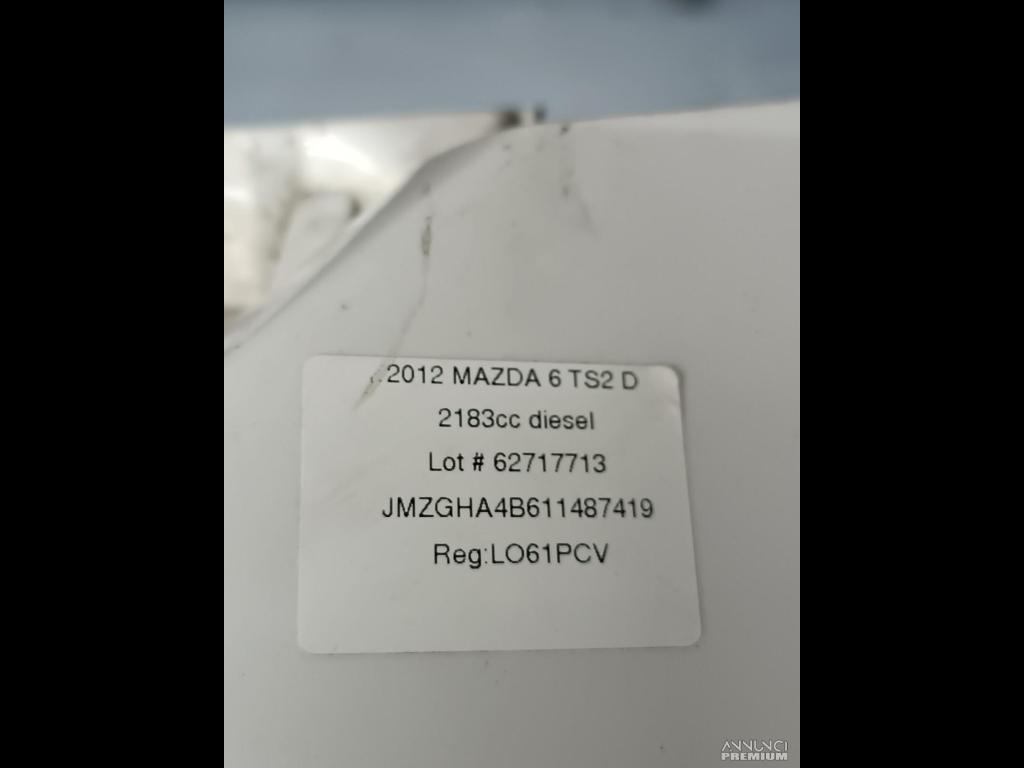 2012 MAZDA 6 TS2 D
2183cc diesel
Lot # 62717713
JMZGHA4B611487419
Reg:LO61PCV
ANNUNCI
PREMIUM